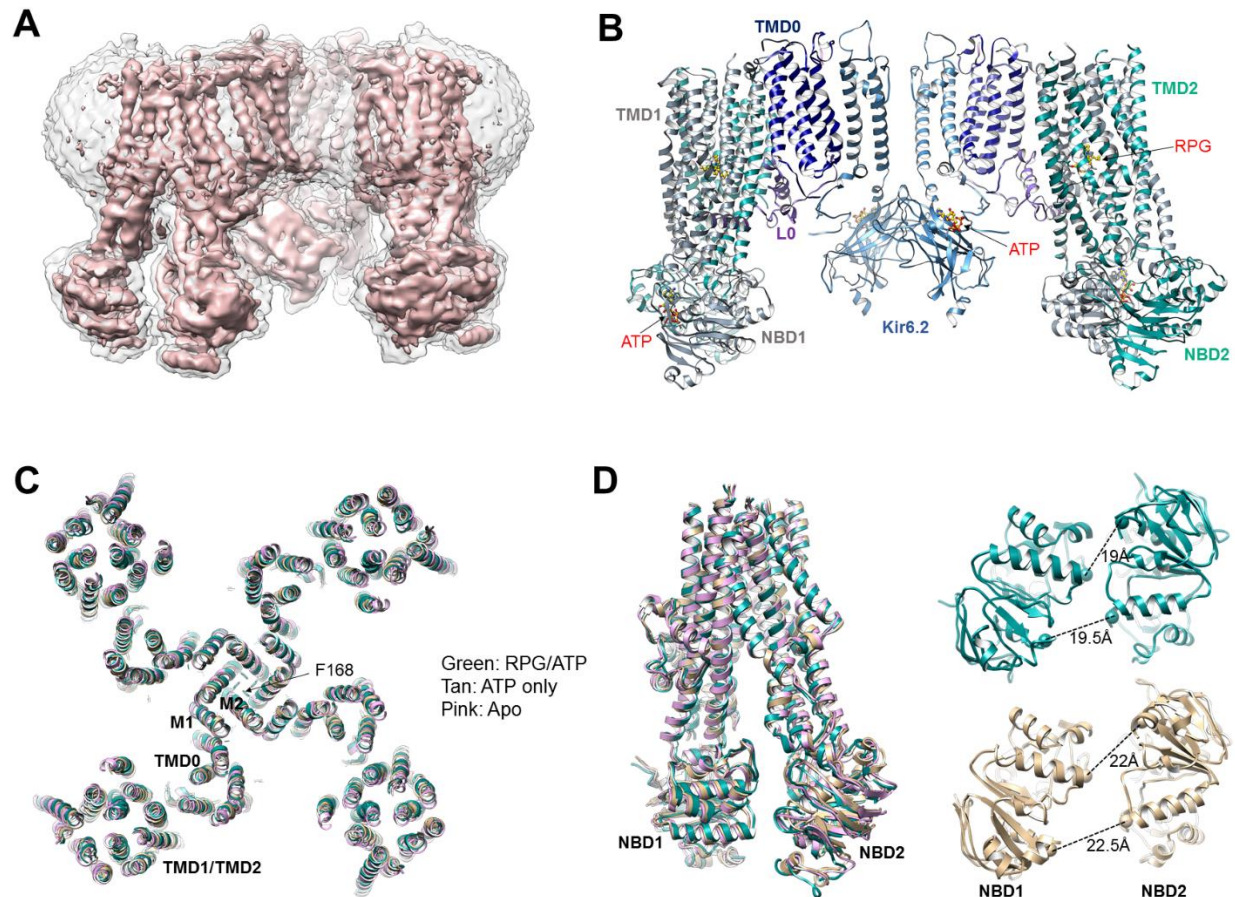 A
B
TMD0
TMD1
TMD2
RPG
L0
ATP
Kir6.2
ATP
NBD1
NBD2
C
F168
M2
M1
TMD0
TMD1/TMD2
Green: RPG/ATP
Tan: ATP only
Pink: Apo
D
NBD1
NBD2
19Å
19.5Å
22Å
22.5Å
NBD1
NBD2